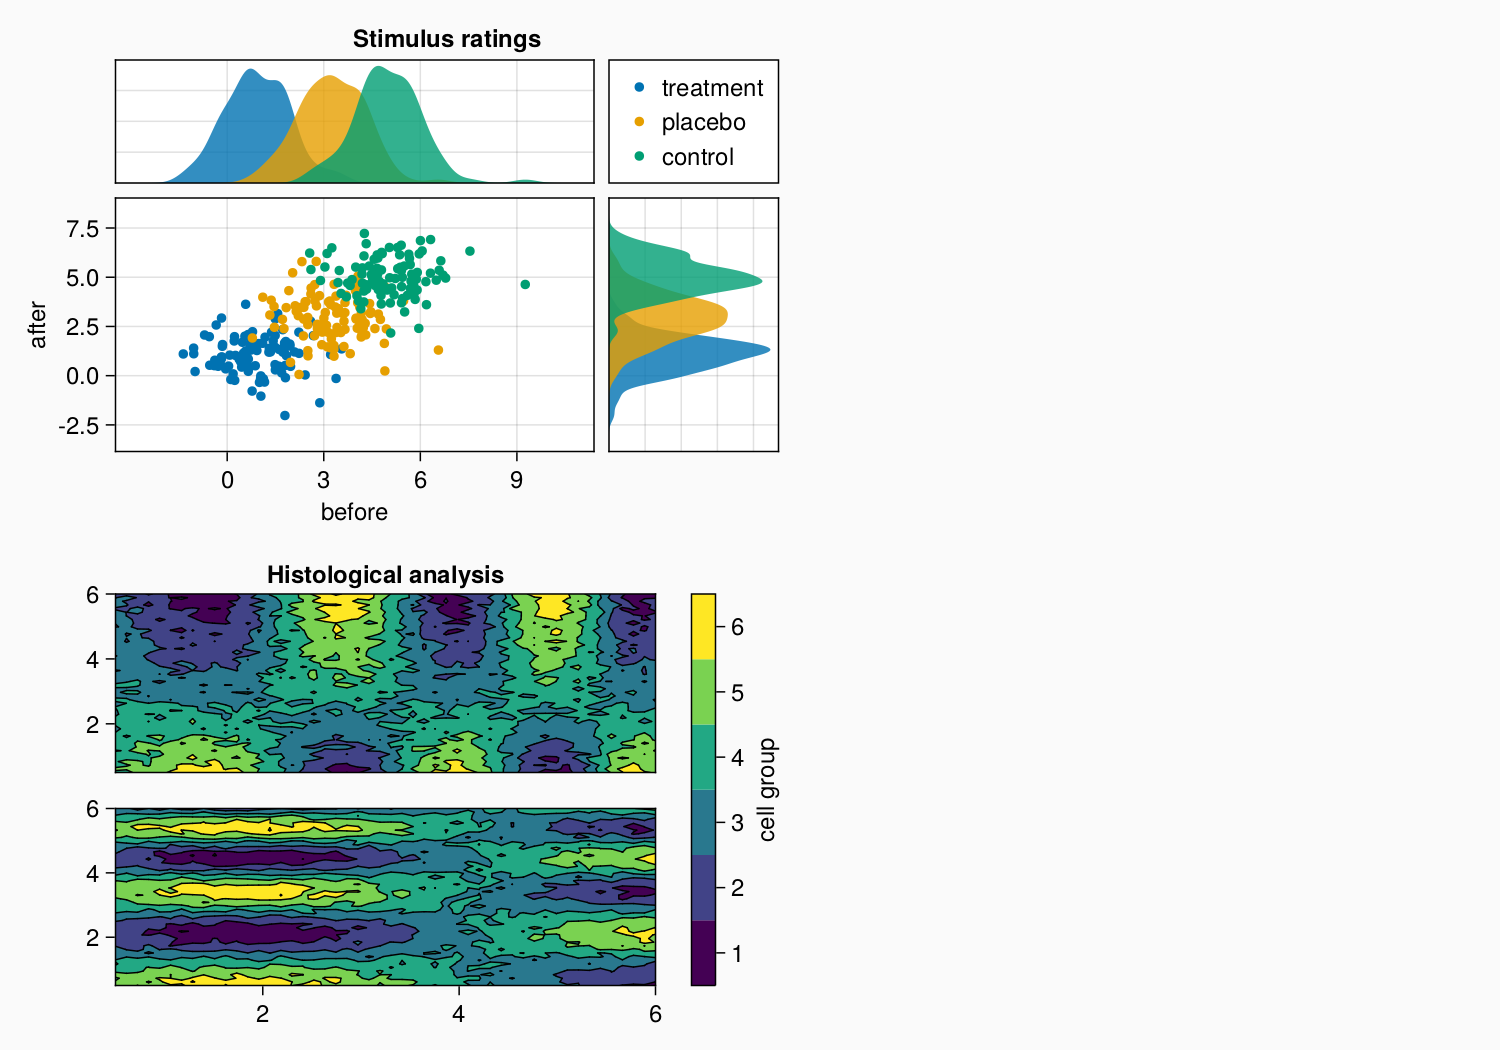 Stimulus ratings
treatment
placebo
control
7.5
5.0
2.5
0.0
-2.5
after
0 3 6 9
before
Histological analysis
6
4
2
6
4
2
2 4 6
6
5
4
3
2
1
cell group